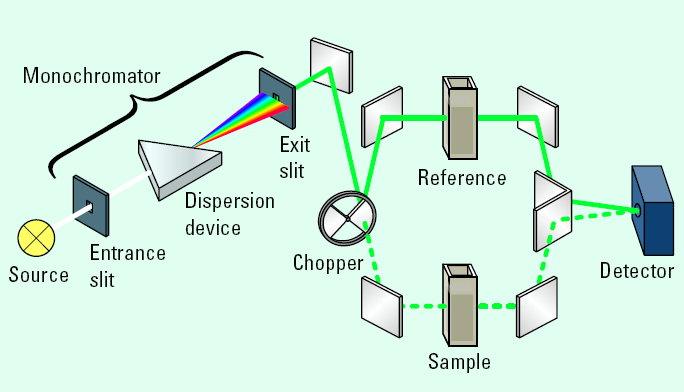 Monochromator
Exit
slit
Reference
Dispersion
device
Entrance
slit
Source
Chopper
Detector
Sample